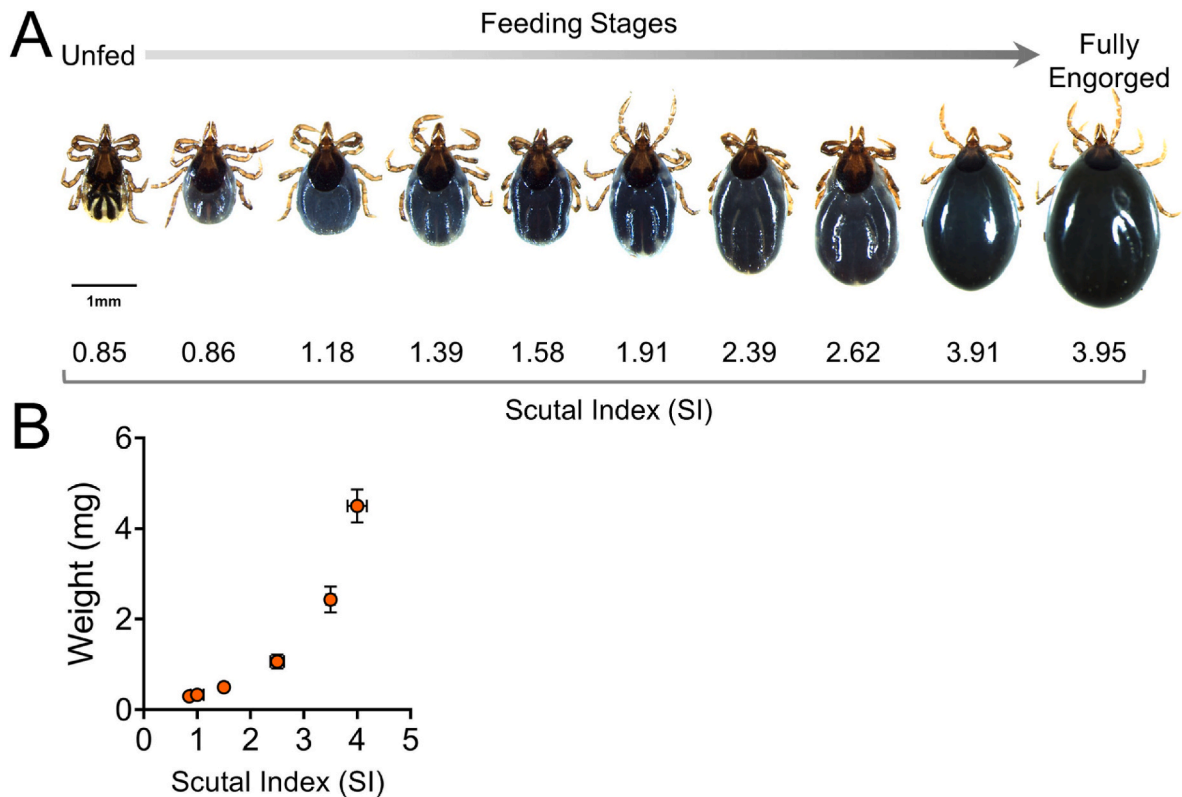 A
Feeding Stages
Unfed
Fully
Engorged
1mm
0.85 0.86 1.18 1.39 1.58 1.91 2.39 2.62 3.91 3.95
Scutal Index (SI)
B
6
4
2
0
Weight (mg)
0 1 2 3 4 5
Scutal Index (SI)